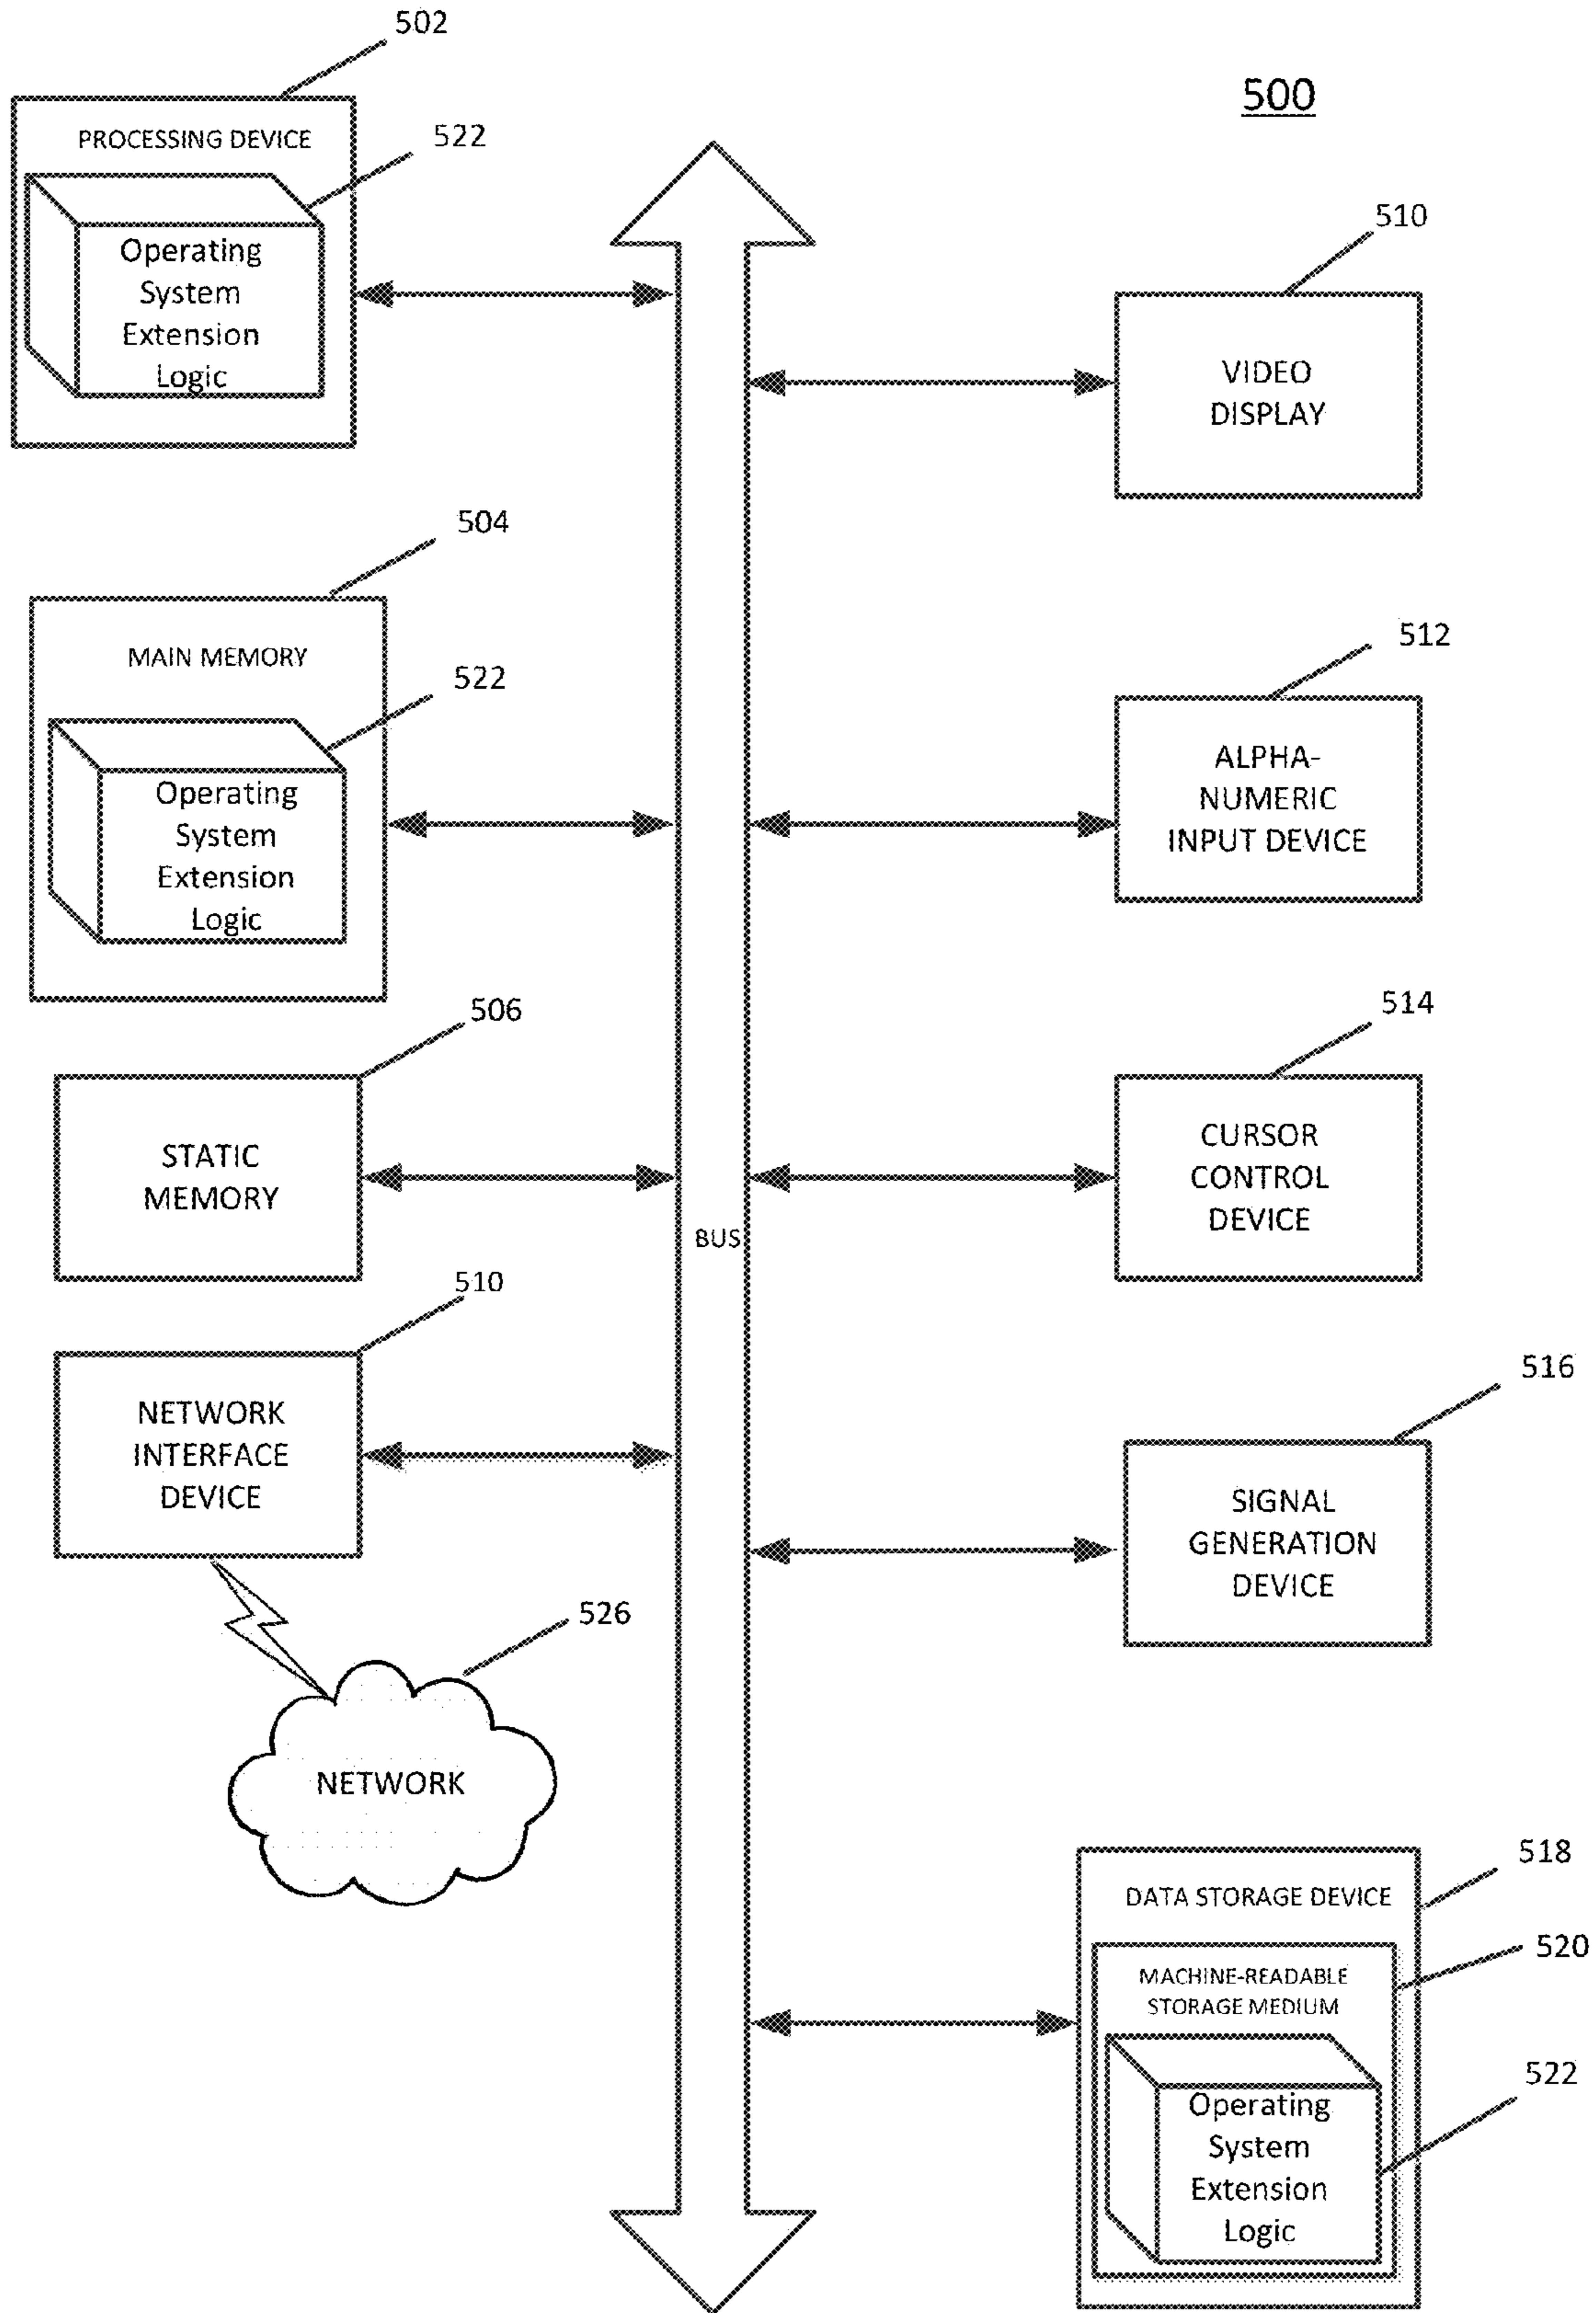 502
500
PROCESSING DEVICE
522
Operating
System
Extension
Logic
510
VIDEO
DISPLAY
504
MAIN MEMORY
522
Operating
System
Extension
Logic
512
ALPHA-
NUMERIC
INPUT DEVICE
506
STATIC
MEMORY
514
CURSOR
CONTROL
DEVICE
BUS
510
NETWORK
INTERFACE
DEVICE
516
SIGNAL
GENERATION
DEVICE
526
NETWORK
518
DATA STORAGE DEVICE
520
MACHINE-READABLE
STORAGE MEDIUM
522
Operating
System
Extension
Logic